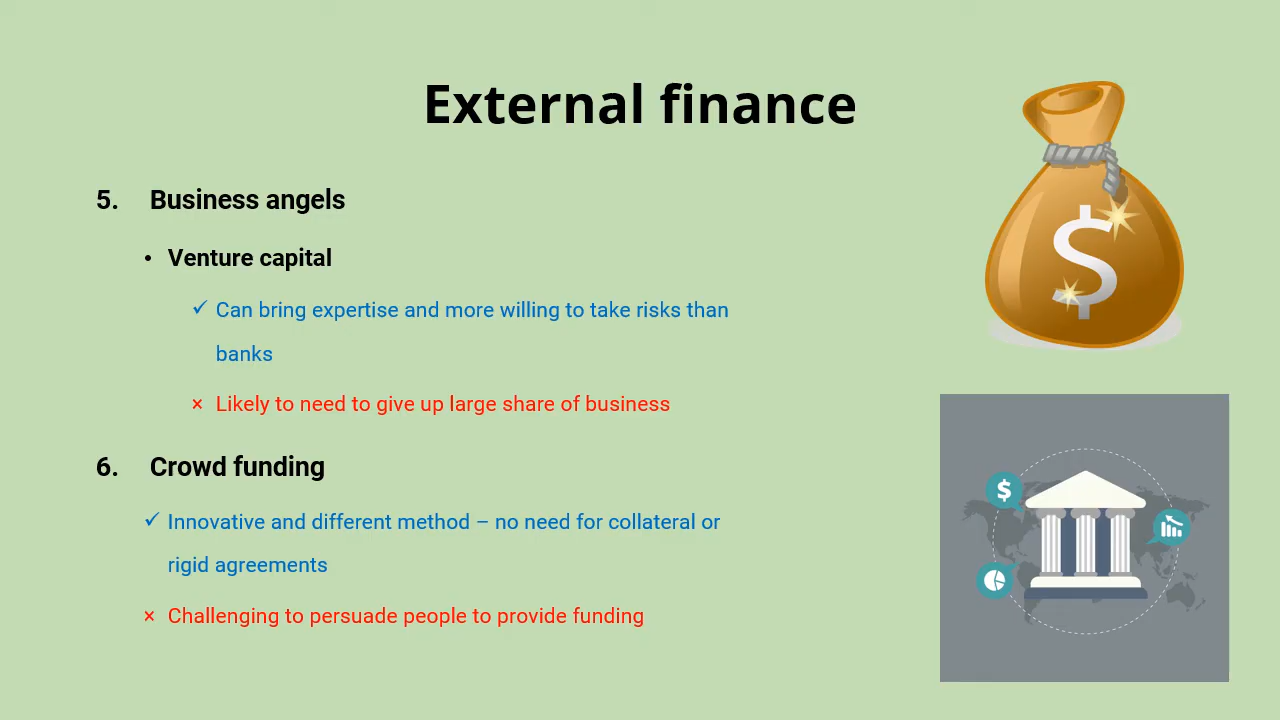 External finance
5. Business angels
• Venture capital
✓ Can bring expertise and more willing to take risks than
banks
× Likely to need to give up large share of business
6. Crowd funding
✓ Innovative and different method – no need for collateral or
rigid agreements
× Challenging to persuade people to provide funding
$
$